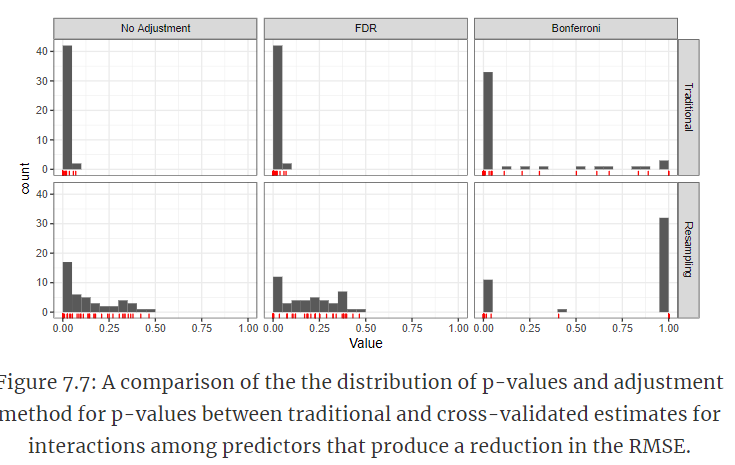 No Adjustment FDR Bonferroni
40
30
20
10
0
Traditional
count
40
30
20
10
0
Resampling
0.00 0.25 0.50 0.75 1.00 0.00 0.25 0.50 0.75 1.00 0.00 0.25 0.50 0.75 1.00
Value
Figure 7.7: A comparison of the the distribution of p-values and adjustment
method for p-values between traditional and cross-validated estimates for
interactions among predictors that produce a reduction in the RMSE.